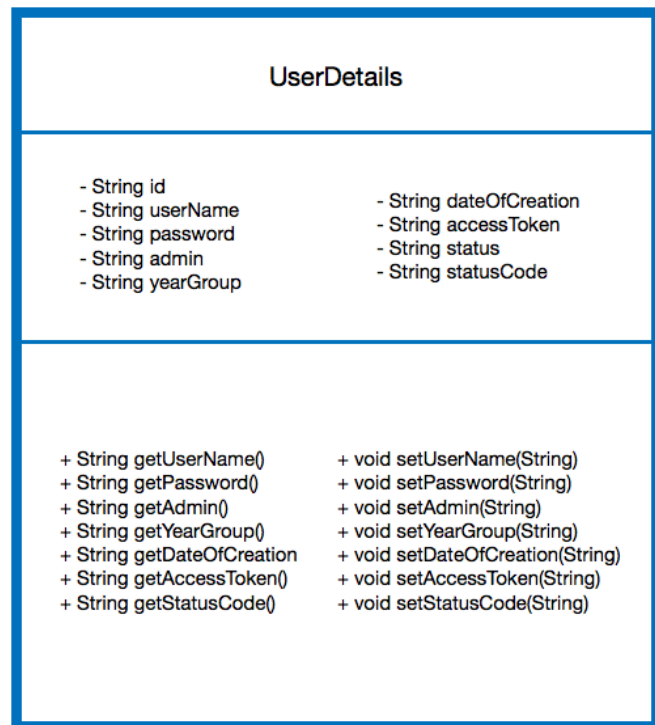 UserDetails
- String id
- String userName
- String password
- String admin
- String yearGroup
- String dateOfCreation
- String accessToken
- String status
- String statusCode
+ String getUserName()
+ String getPassword()
+ String getAdmin()
+ String getYearGroup()
+ String getDateOfCreation
+ String getAccessToken()
+ String getStatusCode()
+ void setUserName(String)
+ void setPassword(String)
+ void setAdmin(String)
+ void setYearGroup(String)
+ void setDateOfCreation(String)
+ void setAccessToken(String)
+ void setStatusCode(String)